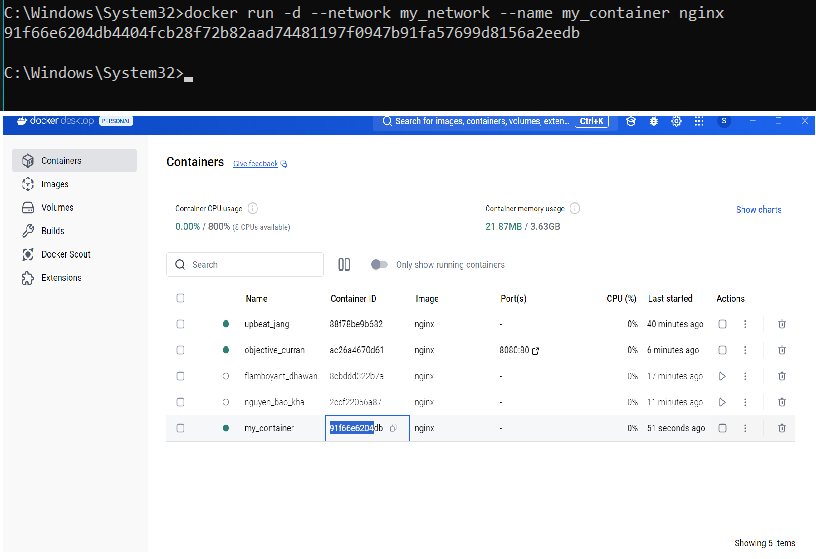 C:\Windows\System32>docker run -d --network my_network --name my_container nginx
91f66e6204db4404fcb28f72b82aad74481197f0947b91fa57699d8156a2eedb
C:\Windows\System32>
docker desktop PERSONAL Search for images, containers, volumes, exten... Ctrl+K S
Containers
Images
Volumes
Builds
Docker Scout
Extensions
Containers Give feedback
Container CPU usage Container memory usage
0.00% / 800% (8 CPUs available) 21.87MB / 3.63GB Show charts
Search Only show running containers
Name Container ID Image Port(s) CPU (%) Last started Actions
upbeat_jang 88f78be9b682 nginx - 0% 40 minutes ago
objective_curran ac26a4670d61 nginx 8080:80 0% 6 minutes ago
flamboyant_dhawan nginx - 0% 17 minutes ago
nguyen_bao_kha nginx - 0% 11 minutes ago
my_container 91f66e6204db nginx - 0% 51 seconds ago
Showing 5 items